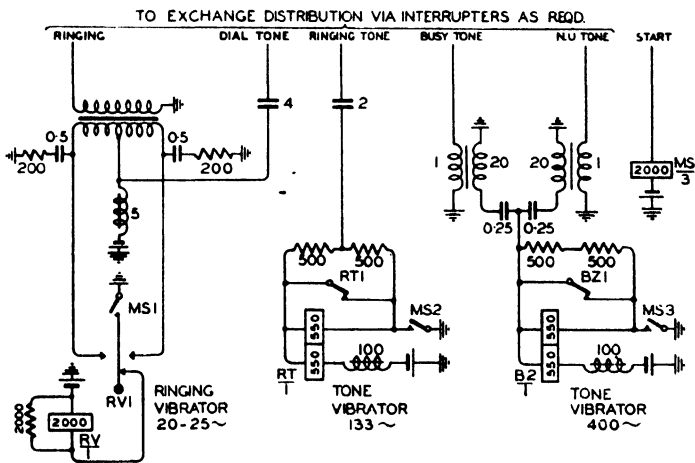 TO EXCHANGE DISTRIBUTION VIA INTERRUPTERS AS REQD.
RINGING DIAL TONE RINGING TONE BUSY TONE N.U TONE START
4 2
0·5 0·5
200 200
1 20 20 1
2000 MS/3
5
0·25 0·25
500 500 500 500
MS1 RT1 BZ1
MS2 MS3
550 550
550 100 550 100
RT/1 BZ/1
RV1
RINGING VIBRATOR 20-25~
TONE VIBRATOR 133~
TONE VIBRATOR 400~
2000 2000 RV/1